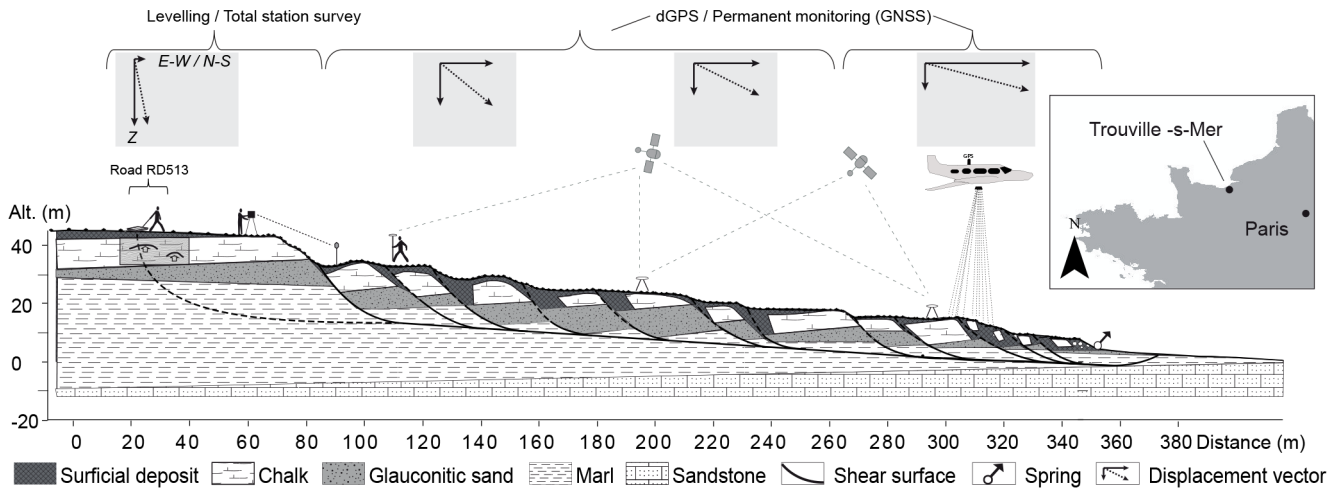 Levelling / Total station survey
dGPS / Permanent monitoring (GNSS)
E-W / N-S
Z
Trouville -s-Mer
Paris
N
Road RD513
GPS
Alt. (m)
40
20
0
-20
0 20 40 60 80 100 120 140 160 180 200 220 240 260 280 300 320 340 360 380 Distance (m)
Surficial deposit Chalk Glauconitic sand Marl Sandstone Shear surface Spring Displacement vector